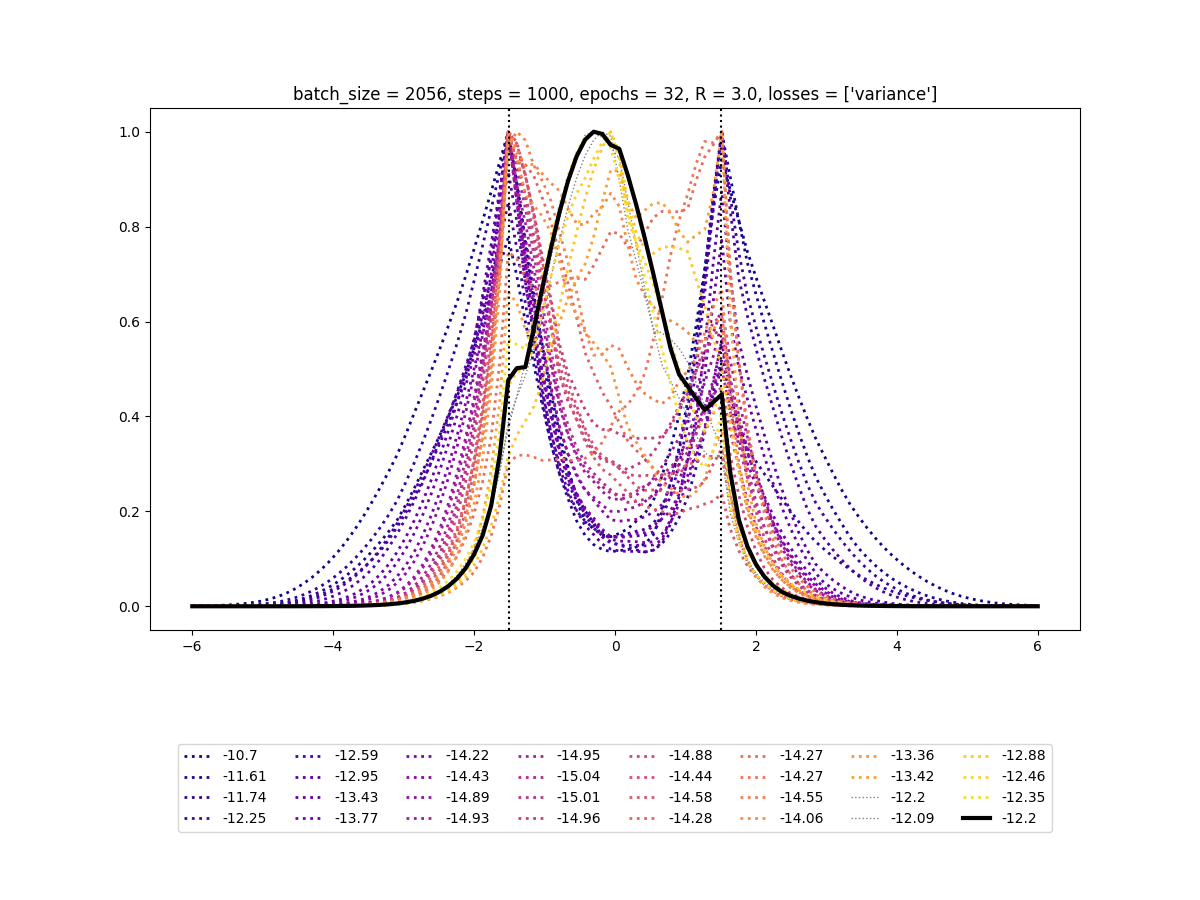 batch_size = 2056, steps = 1000, epochs = 32, R = 3.0, losses = ['variance']
1.0
0.8
0.6
0.4
0.2
0.0
−6 −4 −2 0 2 4 6
-10.7 -12.59 -14.22 -14.95 -14.88 -14.27 -13.36 -12.88
-11.61 -12.95 -14.43 -15.04 -14.44 -14.27 -13.42 -12.46
-11.74 -13.43 -14.89 -15.01 -14.58 -14.55 -12.2 -12.35
-12.25 -13.77 -14.93 -14.96 -14.28 -14.06 -12.09 -12.2